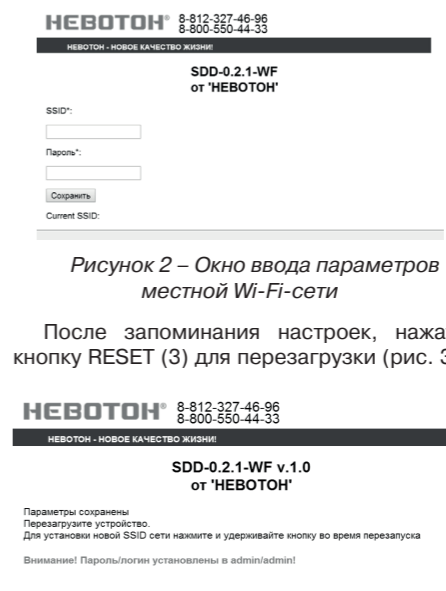 НЕВОТОН® 8-812-327-46-96
8-800-550-44-33
НЕВОТОН - НОВОЕ КАЧЕСТВО ЖИЗНИ!
SDD-0.2.1-WF
от 'НЕВОТОН'
SSID*:
Пароль*:
Сохранить
Current SSID:
Рисунок 2 – Окно ввода параметров
местной Wi-Fi-сети
После запоминания настроек,
кнопку RESET (3) для перезагрузки (рис. 3
НЕВОТОН® 8-812-327-46-96
8-800-550-44-33
НЕВОТОН - НОВОЕ КАЧЕСТВО ЖИЗНИ!
SDD-0.2.1-WF v.1.0
от 'НЕВОТОН'
Параметры сохранены
Перезагрузите устройство.
Для установки новой SSID сети нажмите и удерживайте кнопку во время перезапуска
Внимание! Пароль/логин установлены в admin/admin!